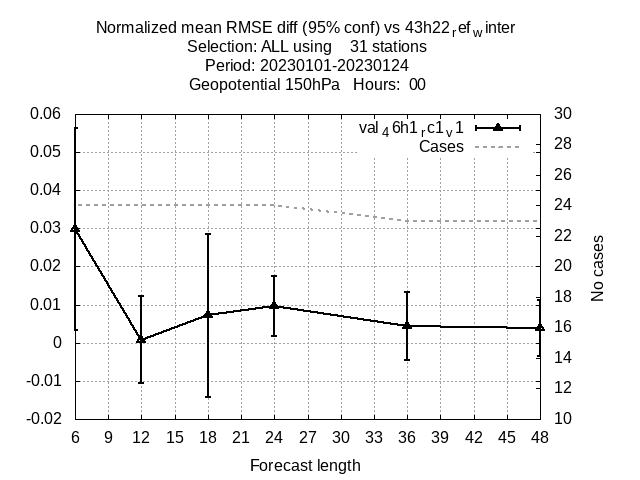 Normalized mean RMSE diff (95% conf) vs 43h22refwinter
Selection: ALL using    31 stations
Period: 20230101-20230124
Geopotential 150hPa   Hours:  00
val46h1rc1v1
Cases
0.06
0.05
0.04
0.03
0.02
0.01
0
-0.01
-0.02
30
28
26
24
22
20
18
16
14
12
10
No cases
6 9 12 15 18 21 24 27 30 33 36 39 42 45 48
Forecast length